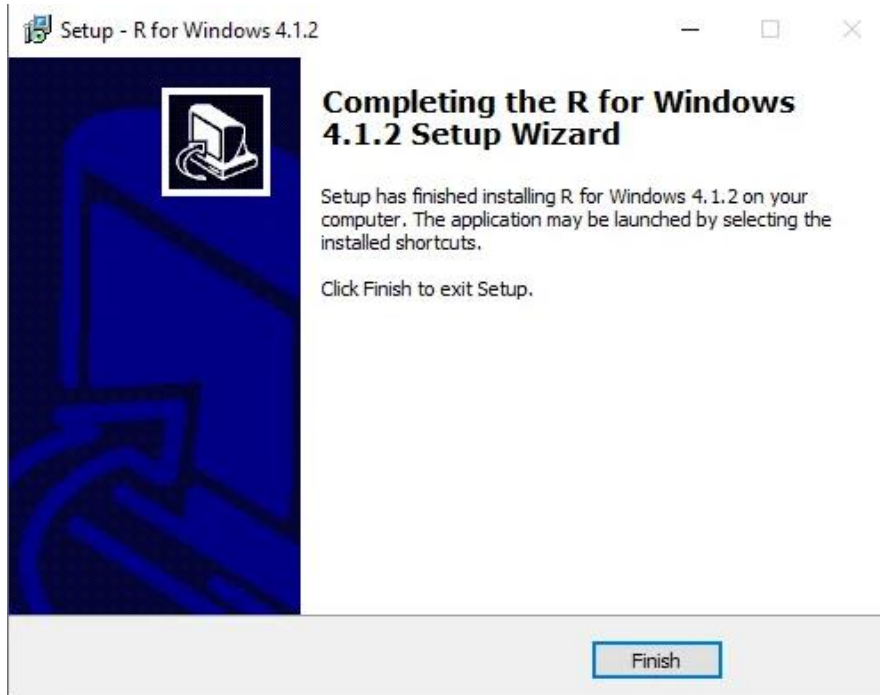 Setup - R for Windows 4.1.2
Completing the R for Windows
4.1.2 Setup Wizard
Setup has finished installing R for Windows 4.1.2 on your
computer. The application may be launched by selecting the
installed shortcuts.
Click Finish to exit Setup.
Finish